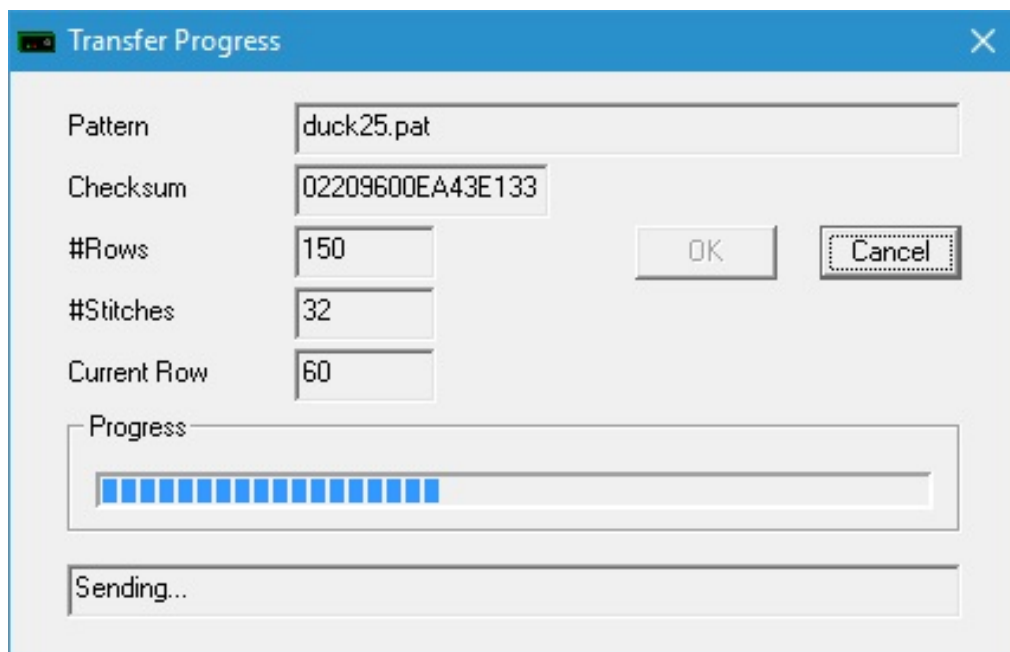 Transfer Progress
Pattern duck25.pat
Checksum 02209600EA43E133
#Rows 150 OK Cancel
#Stitches 32
Current Row 60
Progress
Sending...